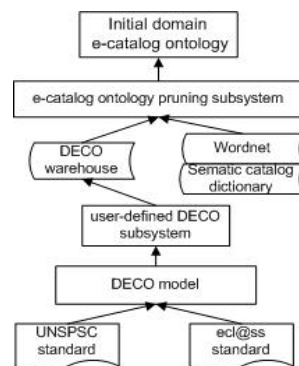 Initial domain
e-catalog ontology
e-catalog ontology pruning subsystem
DECO
warehouse
Wordnet
Sematic catalog
dictionary
user-defined DECO
subsystem
DECO model
UNSPSC
standard
ecl@ss
standard